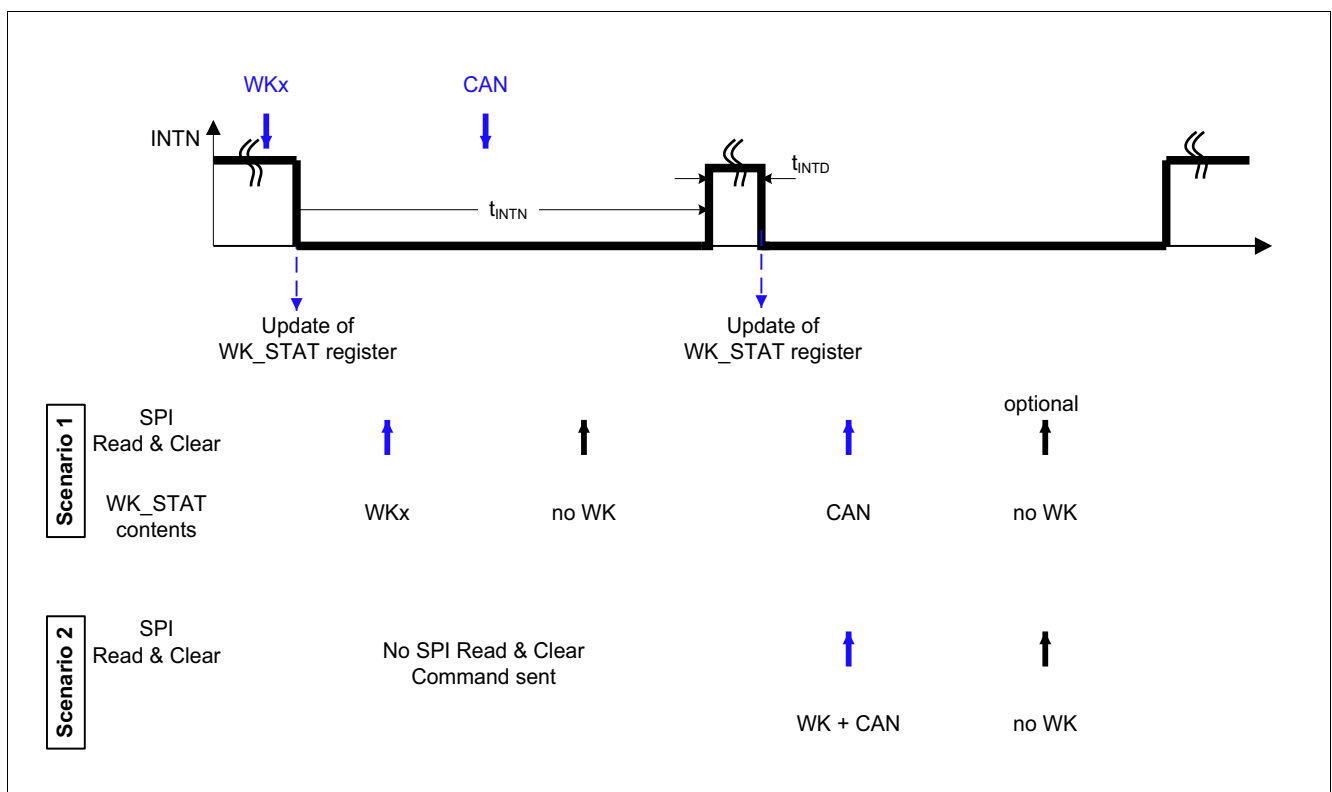 WKx
CAN
INTN
tINTD
tINTN
Update of
WK_STAT register
Update of
WK_STAT register
Scenario 1
SPI
Read & Clear
optional
WK_STAT
contents
WKx
no WK
CAN
no WK
Scenario 2
SPI
Read & Clear
No SPI Read & Clear
Command sent
WK + CAN
no WK